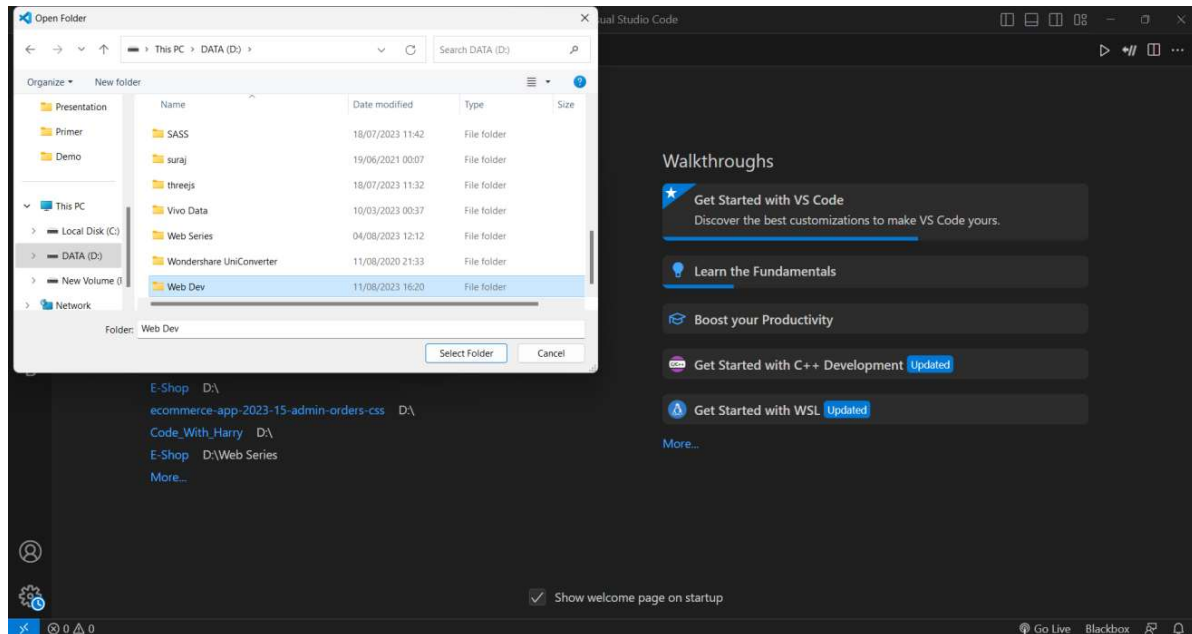 Open Folder
ual Studio Code
This PC > DATA (D:) >
Search DATA (D:)
Organize
New folder
Name Date modified Type Size
Presentation
Primer
Demo
This PC
Local Disk (C:)
DATA (D:)
New Volume (
Network
SASS 18/07/2023 11:42 File folder
suraj 19/06/2021 00:07 File folder
threejs 18/07/2023 11:32 File folder
Vivo Data 10/03/2023 00:37 File folder
Web Series 04/08/2023 12:12 File folder
Wondershare UniConverter 11/08/2020 21:33 File folder
Web Dev 11/08/2023 16:20 File folder
Folder: Web Dev
Select Folder Cancel
E-Shop D:\
ecommerce-app-2023-15-admin-orders-css D:\
Code_With_Harry D:\
E-Shop D:\Web Series
More...
Walkthroughs
Get Started with VS Code
Discover the best customizations to make VS Code yours.
Learn the Fundamentals
Boost your Productivity
Get Started with C++ Development Updated
Get Started with WSL Updated
More...
Show welcome page on startup
0 0
Go Live Blackbox